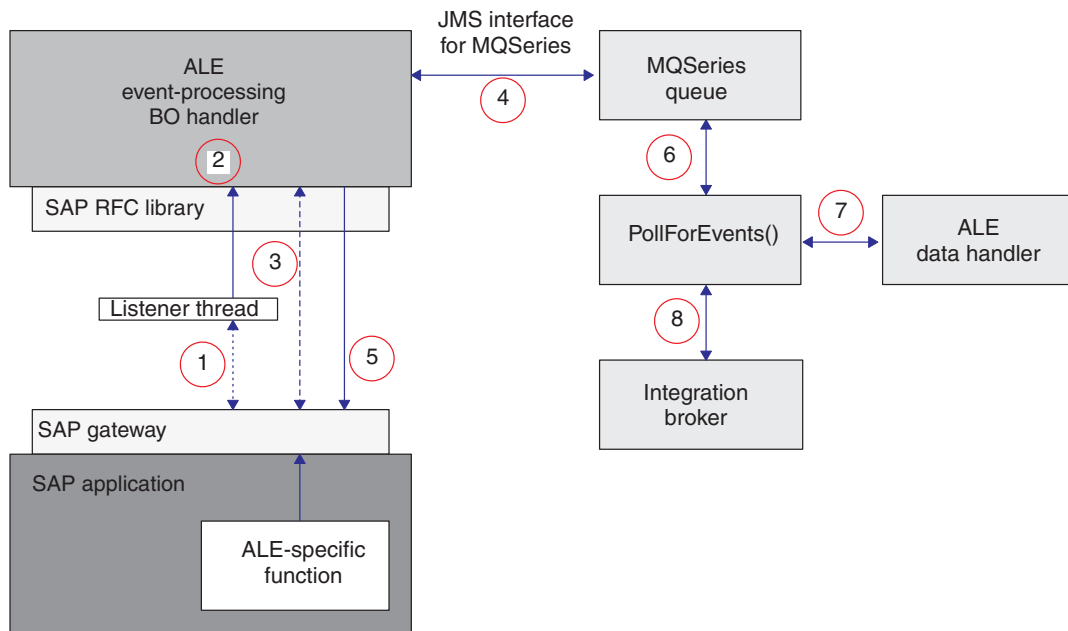 JMS interface
for MQSeries
ALE
event-processing
BO handler
4
MQSeries
queue
2
6
SAP RFC library
PollForEvents()
7
ALE
data handler
3
Listener thread
8
1
5
Integration
broker
SAP gateway
SAP application
ALE-specific
function